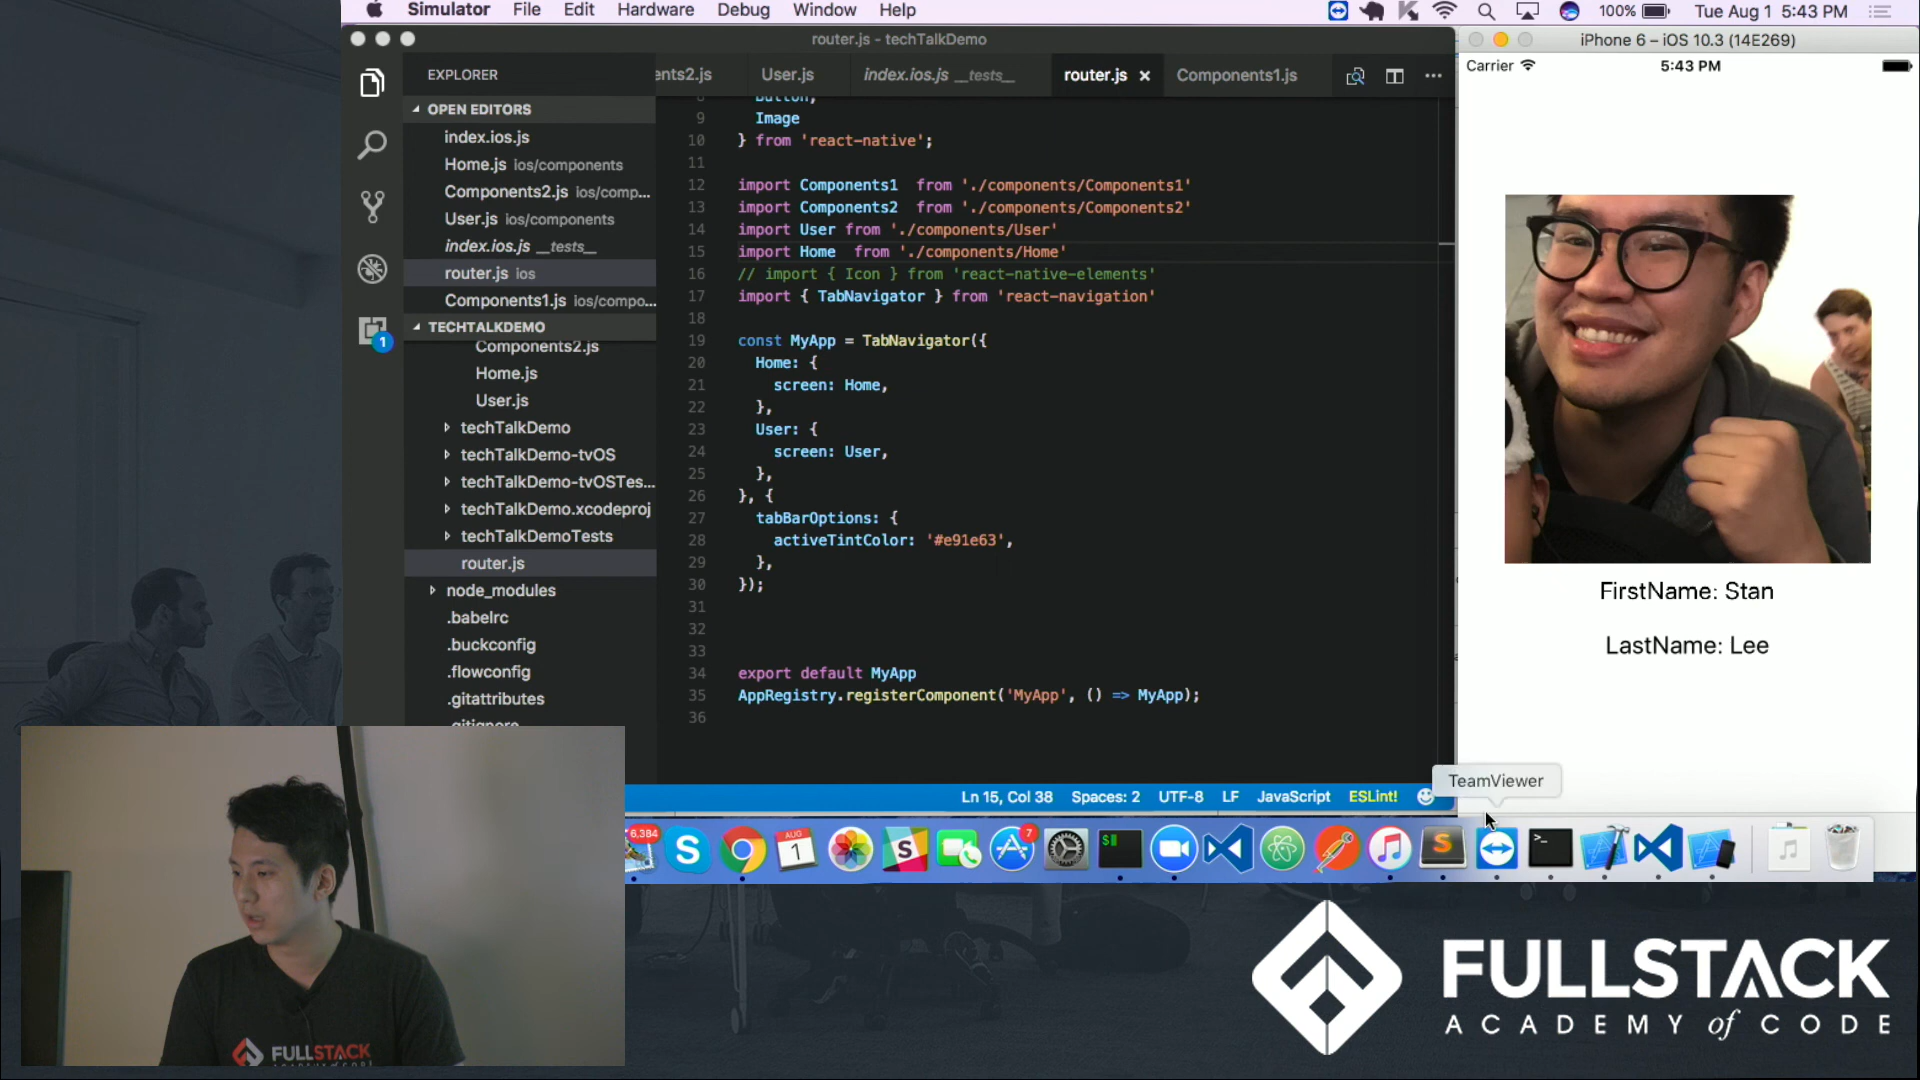 Simulator File Edit Hardware Debug Window Help
100% Tue Aug 1 5:43 PM
router.js - techTalkDemo
iPhone 6 – iOS 10.3 (14E269)
Carrier 5:43 PM
EXPLORER
ents2.js User.js index.ios.js __tests__ router.js × Components1.js
OPEN EDITORS
index.ios.js
Home.js ios/components
Components2.js ios/comp...
User.js ios/components
index.ios.js __tests__
router.js ios
Components1.js ios/compo...
TECHTALKDEMO
Components2.js
Home.js
User.js
techTalkDemo
techTalkDemo-tvOS
techTalkDemo-tvOSTes...
techTalkDemo.xcodeproj
techTalkDemoTests
router.js
node_modules
.babelrc
.buckconfig
.flowconfig
.gitattributes
.gitignore
1
8 Button,
9 Image
10 } from 'react-native';
11
12 import Components1 from './components/Components1'
13 import Components2 from './components/Components2'
14 import User from './components/User'
15 import Home from './components/Home'
16 // import { Icon } from 'react-native-elements'
17 import { TabNavigator } from 'react-navigation'
18
19 const MyApp = TabNavigator({
20 Home: {
21 screen: Home,
22 },
23 User: {
24 screen: User,
25 },
26 }, {
27 tabBarOptions: {
28 activeTintColor: '#e91e63',
29 },
30 });
31
32
33
34 export default MyApp
35 AppRegistry.registerComponent('MyApp', () => MyApp);
36
FirstName: Stan
LastName: Lee
TeamViewer
Ln 15, Col 38 Spaces: 2 UTF-8 LF JavaScript ESLint!
6,384
AUG
1
7
FULLSTACK
ACADEMY of CODE
FULLSTACK